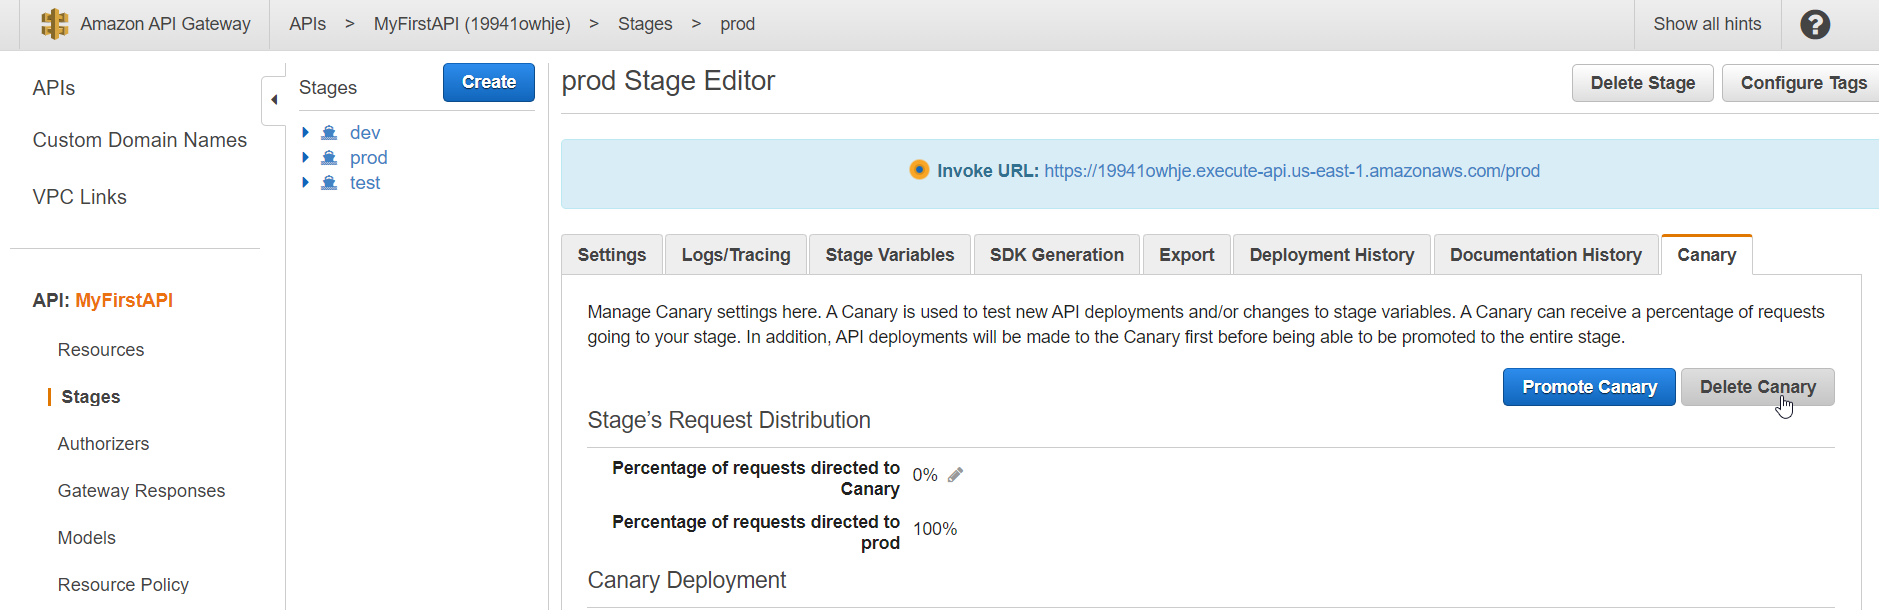 Amazon API Gateway
APIs > MyFirstAPI (19941owhje) > Stages > prod
Show all hints
?
APIs
Custom Domain Names
VPC Links
API: MyFirstAPI
Resources
Stages
Authorizers
Gateway Responses
Models
Resource Policy
Stages
Create
dev
prod
test
prod Stage Editor
Delete Stage
Configure Tags
Invoke URL: https://19941owhje.execute-api.us-east-1.amazonaws.com/prod
Settings
Logs/Tracing
Stage Variables
SDK Generation
Export
Deployment History
Documentation History
Canary
Manage Canary settings here. A Canary is used to test new API deployments and/or changes to stage variables. A Canary can receive a percentage of requests
going to your stage. In addition, API deployments will be made to the Canary first before being able to be promoted to the entire stage.
Promote Canary
Delete Canary
Stage's Request Distribution
Percentage of requests directed to
Canary
0%
Percentage of requests directed to
prod
100%
Canary Deployment